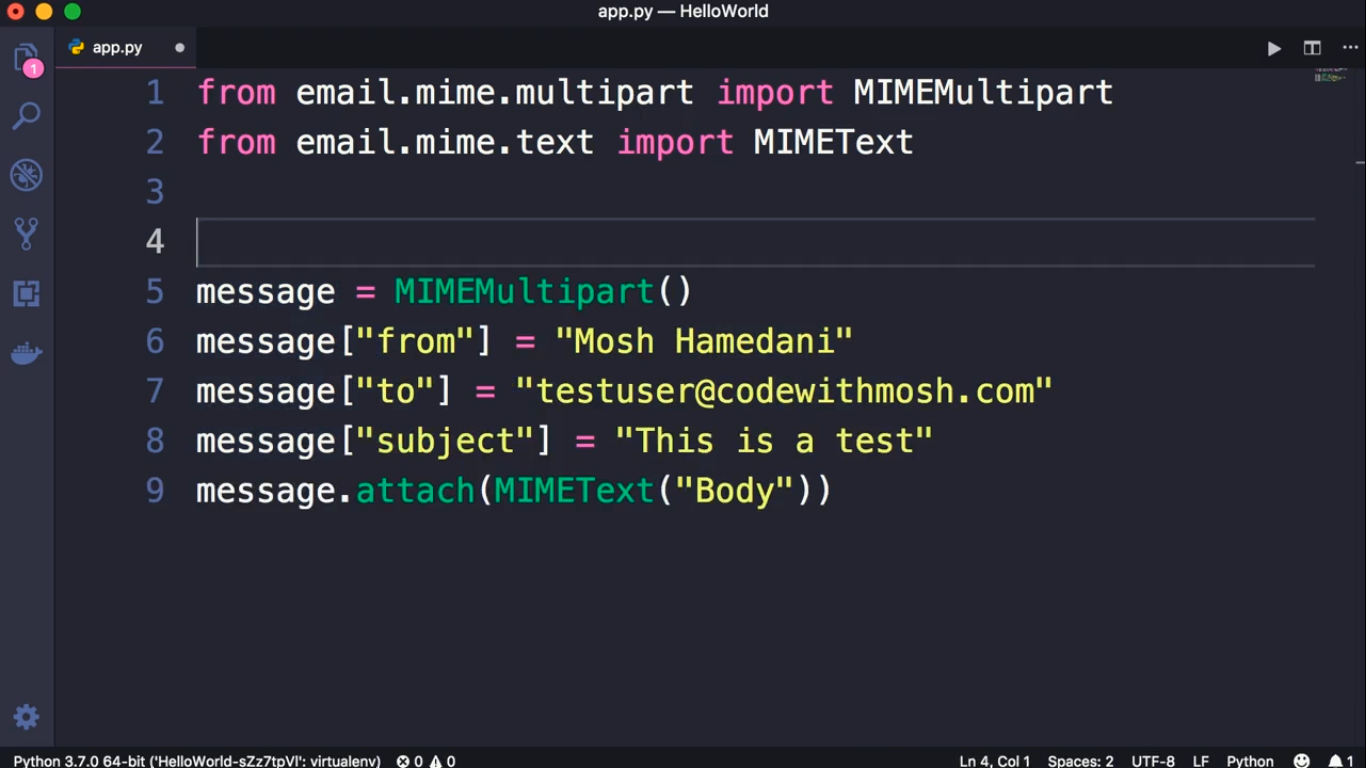 app.py — HelloWorld
app.py
1
1 from email.mime.multipart import MIMEMultipart
2 from email.mime.text import MIMEText
3
4
5 message = MIMEMultipart()
6 message["from"] = "Mosh Hamedani"
7 message["to"] = "testuser@codewithmosh.com"
8 message["subject"] = "This is a test"
9 message.attach(MIMEText("Body"))
Python 3.7.0 64-bit ('HelloWorld-sZz7tpVl': virtualenv) 0 0 Ln 4, Col 1 Spaces: 2 UTF-8 LF Python 1